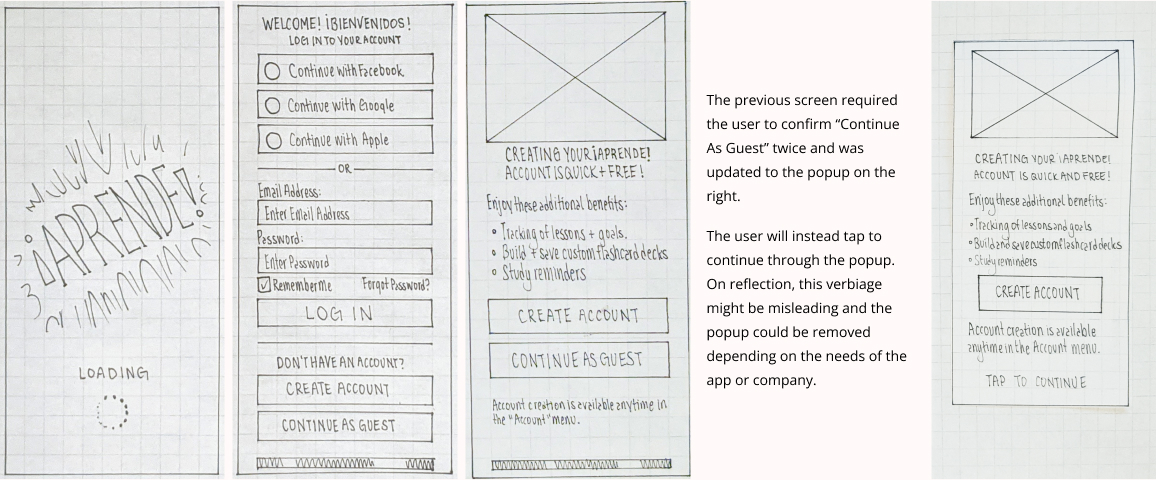 ¡APRENDE!
LOADING
WELCOME! ¡BIENVENIDOS!
LOG IN TO YOUR ACCOUNT
Continue with Facebook
Continue with Google
Continue with Apple
OR
Email Address:
Enter Email Address
Password:
Enter Password
Remember me Forgot Password?
LOG IN
DON'T HAVE AN ACCOUNT?
CREATE ACCOUNT
CONTINUE AS GUEST
CREATING YOUR ¡APRENDE!
ACCOUNT IS QUICK + FREE!
Enjoy these additional benefits:
• Tracking of lessons + goals.
• Build + save custom flashcard decks
• Study reminders
CREATE ACCOUNT
CONTINUE AS GUEST
Account creation is available anytime in
the "Account" menu.
The previous screen required
the user to confirm “Continue
As Guest” twice and was
updated to the popup on the
right.
The user will instead tap to
continue through the popup.
On reflection, this verbiage
might be misleading and the
popup could be removed
depending on the needs of the
app or company.
CREATING YOUR ¡APRENDE!
ACCOUNT IS QUICK AND FREE!
Enjoy these additional benefits:
• Tracking of lessons and goals
• Build and save custom flashcard decks
• Study reminders
CREATE ACCOUNT
Account creation is available
anytime in the Account menu.
TAP TO CONTINUE